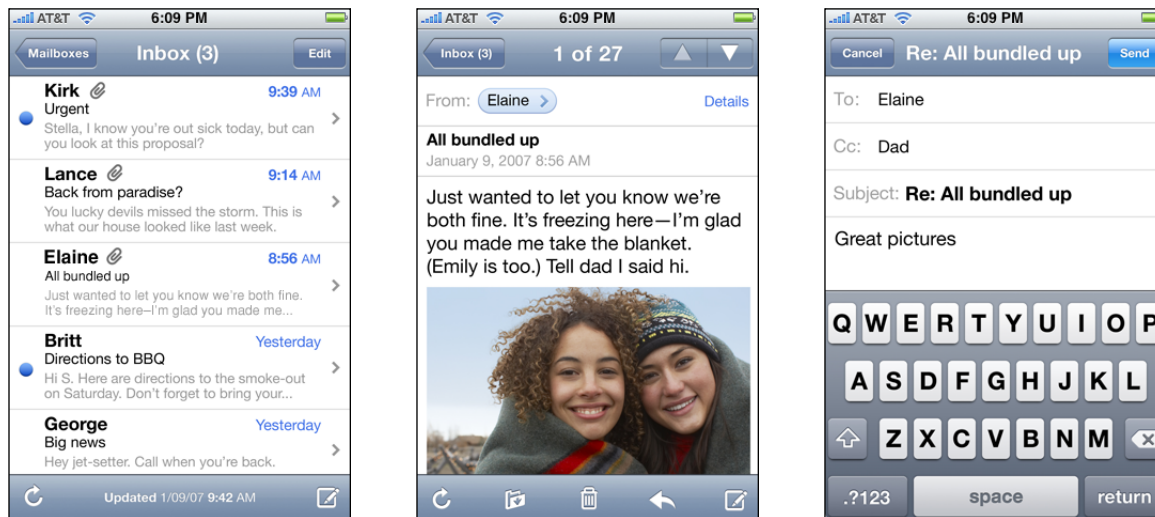 AT&T 6:09 PM
Mailboxes Inbox (3) Edit
Kirk 9:39 AM
Urgent
Stella, I know you're out sick today, but can
you look at this proposal?
Lance 9:14 AM
Back from paradise?
You lucky devils missed the storm. This is
what our house looked like last week.
Elaine 8:56 AM
All bundled up
Just wanted to let you know we're both fine.
It's freezing here–I'm glad you made me...
Britt Yesterday
Directions to BBQ
Hi S. Here are directions to the smoke-out
on Saturday. Don't forget to bring your...
George Yesterday
Big news
Hey jet-setter. Call when you're back.
Updated 1/09/07 9:42 AM
AT&T 6:09 PM
Inbox (3) 1 of 27
From: Elaine Details
All bundled up
January 9, 2007 8:56 AM
Just wanted to let you know we're
both fine. It's freezing here—I'm glad
you made me take the blanket.
(Emily is too.) Tell dad I said hi.
AT&T 6:09 PM
Cancel Re: All bundled up Send
To: Elaine
Cc: Dad
Subject: Re: All bundled up
Great pictures
Q W E R T Y U I O P
A S D F G H J K L
Z X C V B N M
.?123 space return